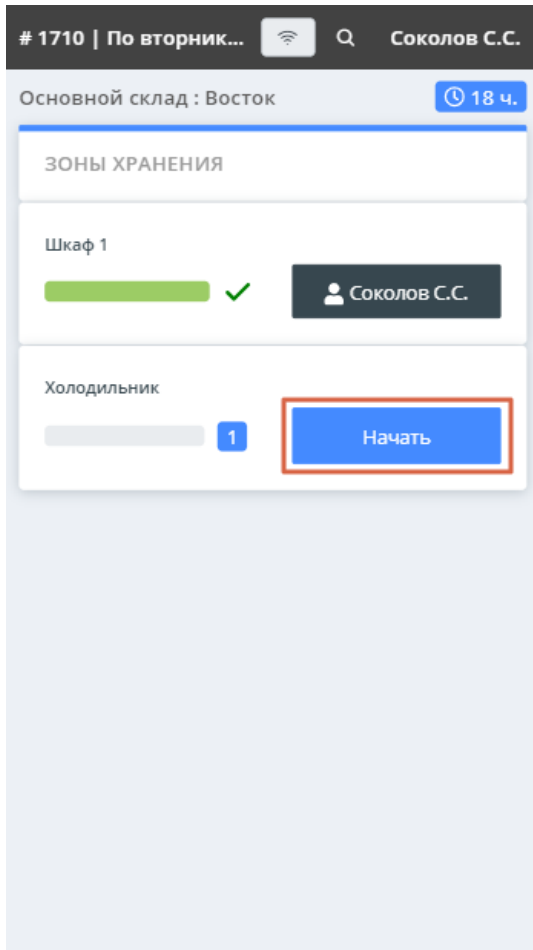 # 1710 | По вторник... Соколов С.С.
Основной склад : Восток 18 ч.
ЗОНЫ ХРАНЕНИЯ
Шкаф 1
Соколов С.С.
Холодильник
1 Начать